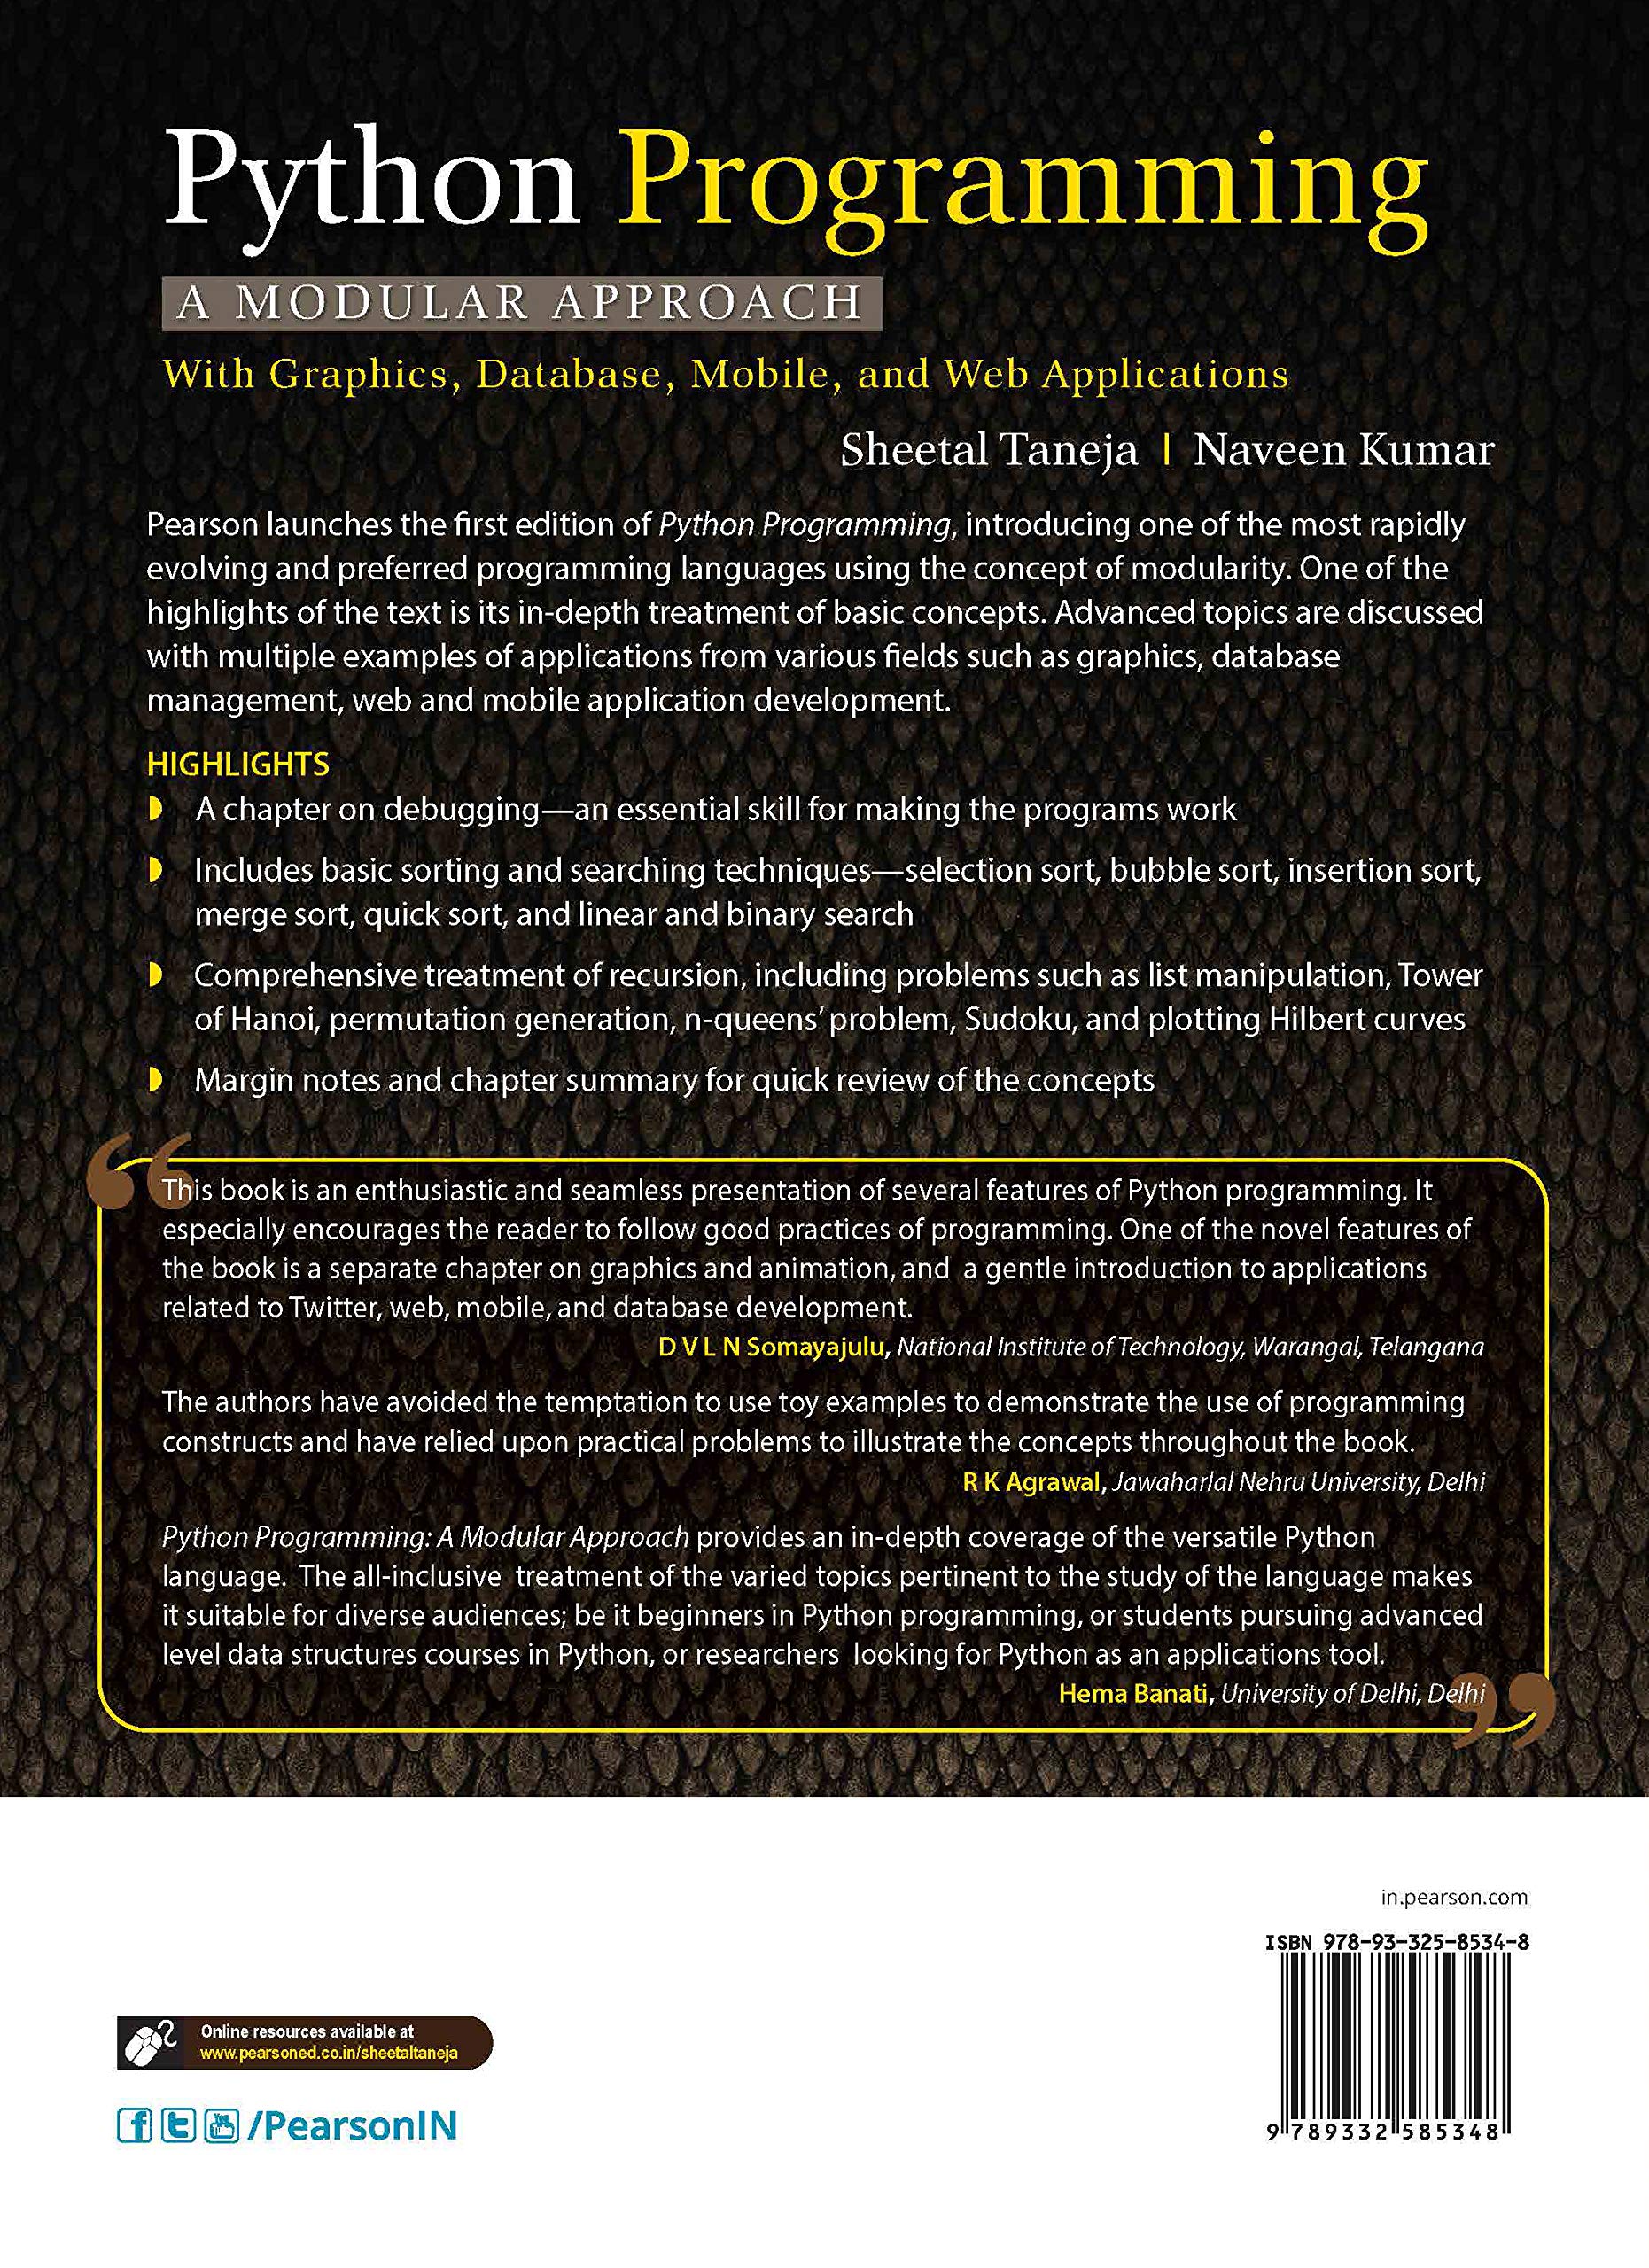 Python Programming
A MODULAR APPROACH
With Graphics, Database, Mobile, and Web Applications
Sheetal Taneja | Naveen Kumar
Pearson launches the first edition of Python Programming, introducing one of the most rapidly
evolving and preferred programming languages using the concept of modularity. One of the
highlights of the text is its in-depth treatment of basic concepts. Advanced topics are discussed
with multiple examples of applications from various fields such as graphics, database
management, web and mobile application development.
HIGHLIGHTS
A chapter on debugging—an essential skill for making the programs work
Includes basic sorting and searching techniques—selection sort, bubble sort, insertion sort,
merge sort, quick sort, and linear and binary search
Comprehensive treatment of recursion, including problems such as list manipulation, Tower
of Hanoi, permutation generation, n-queens’ problem, Sudoku, and plotting Hilbert curves
Margin notes and chapter summary for quick review of the concepts
“
This book is an enthusiastic and seamless presentation of several features of Python programming. It
especially encourages the reader to follow good practices of programming. One of the novel features of
the book is a separate chapter on graphics and animation, and a gentle introduction to applications
related to Twitter, web, mobile, and database development.
D V L N Somayajulu, National Institute of Technology, Warangal, Telangana
The authors have avoided the temptation to use toy examples to demonstrate the use of programming
constructs and have relied upon practical problems to illustrate the concepts throughout the book.
R K Agrawal, Jawaharlal Nehru University, Delhi
Python Programming: A Modular Approach provides an in-depth coverage of the versatile Python
language. The all-inclusive treatment of the varied topics pertinent to the study of the language makes
it suitable for diverse audiences; be it beginners in Python programming, or students pursuing advanced
level data structures courses in Python, or researchers looking for Python as an applications tool.
Hema Banati, University of Delhi, Delhi
”
in.pearson.com
ISBN 978-93-325-8534-8
9 789332 585348
Online resources available at
www.pearsoned.co.in/sheetaltaneja
f t You Tube /PearsonIN